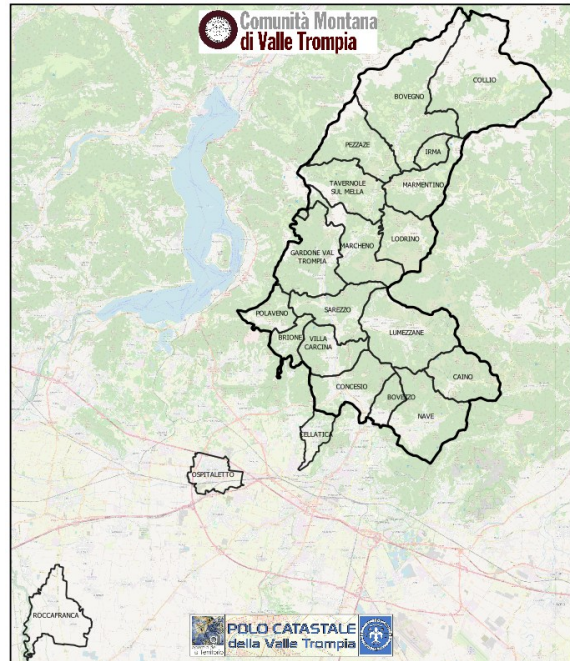 Comunità Montana
di Valle Trompia
COLLIO
BOVEGNO
PEZZAZE
IRMA
TAVERNOLE
SUL MELLA
MARMENTINO
LODRINO
MARCHENO
GARDONE VAL
TROMPIA
POLAVENO
SAREZZO
LUMEZZANE
BRIONE
VILLA
CARCINA
CAINO
CONCESIO
BOVEZZO
NAVE
CELLATICA
OSPITALETTO
ROCCAFRANCA
POLO CATASTALE
della Valle Trompia